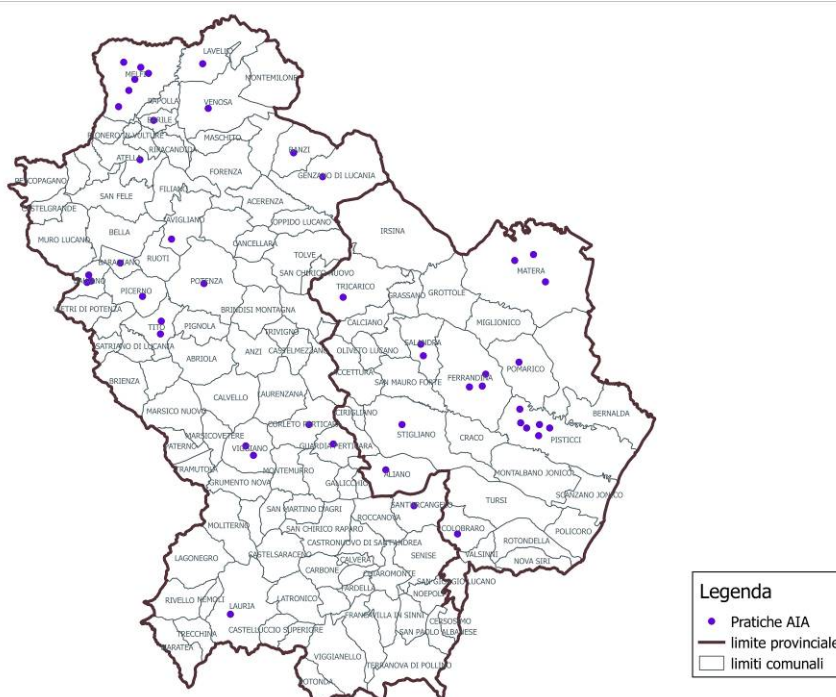 LAVELLO
MELFI
MONTEMILONE
RAPOLLA
VENOSA
BARILE
RIONERO IN VULTURE
MASCHITO
RIPACANDIDA
ATELLA
BANZI
GENZANO DI LUCANIA
FORENZA
PESCOPAGANO
FILIANO
SAN FELE
ACERENZA
CASTELGRANDE
AVIGLIANO
OPPIDO LUCANO
IRSINA
BELLA
MURO LUCANO
CANCELLARA
TOLVE
RUOTI
BARAGIANO
SAN CHIRICO NUOVO
MATERA
POTENZA
TRICARICO
GRASSANO
GROTTOLE
PICERNO
VIETRI DI POTENZA
BRINDISI MONTAGNA
CALCIANO
MIGLIONICO
TITO
PIGNOLA
TRIVIGNO
SATRIANO DI LUCANIA
SALANDRA
ABRIOLA
ANZI
CASTELMEZZANO
OLIVETO LUCANO
POMARICO
ACCETTURA
BRIENZA
SAN MAURO FORTE
FERRANDINA
CALVELLO
LAURENZANA
MARSICO NUOVO
CIRIGLIANO
BERNALDA
CORLETO PERTICARA
STIGLIANO
MARSICOVETERE
CRACO
PISTICCI
PATERNO
VIGGIANO
GUARDIA PERTICARA
TRAMUTOLA
MONTEMURRO
ALIANO
MONTALBANO JONICO
GRUMENTO NOVA
GALLICCHIO
SCANZANO JONICO
TURSI
SAN MARTINO D'AGRI
SANT'ARCANGELO
ROCCANOVA
MOLITERNO
SAN CHIRICO RAPARO
COLOBRARO
POLICORO
CASTRONUOVO DI SANT'ANDREA
ROTONDELLA
LAGONEGRO
CASTELSARACENO
SENISE
VALSINNI
CALVERA
NOVA SIRI
CARBONE
CHIAROMONTE
SAN GIORGIO LUCANO
FARDELLA
NOEPOLI
RIVELLO
NEMOLI
LATRONICO
LAURIA
FRANCAVILLA IN SINNI
CERSOSIMO
TRECCHINA
CASTELLUCCIO SUPERIORE
SAN PAOLO ALBANESE
MARATEA
VIGGIANELLO
TERRANOVA DI POLLINO
ROTONDA
Legenda
Pratiche AIA
limite provinciale
limiti comunali